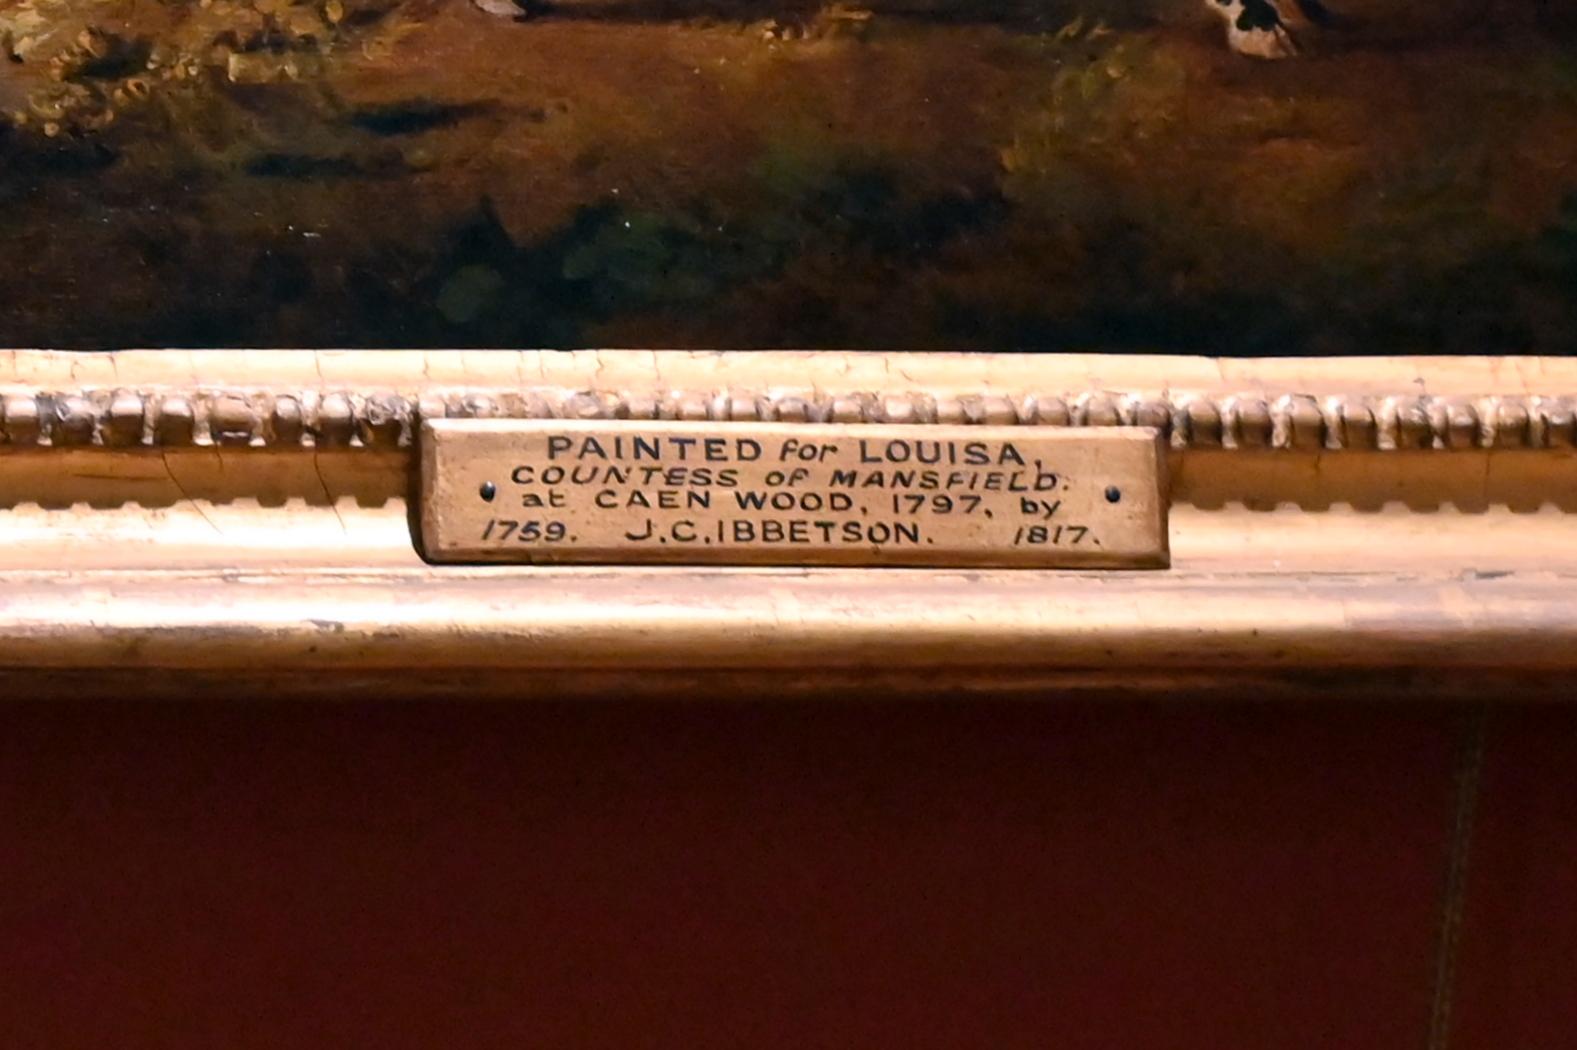 PAINTED for LOUISA,
COUNTESS of MANSFIELD.
at CAEN WOOD, 1797, by
1759. J.C.IBBETSON. 1817.